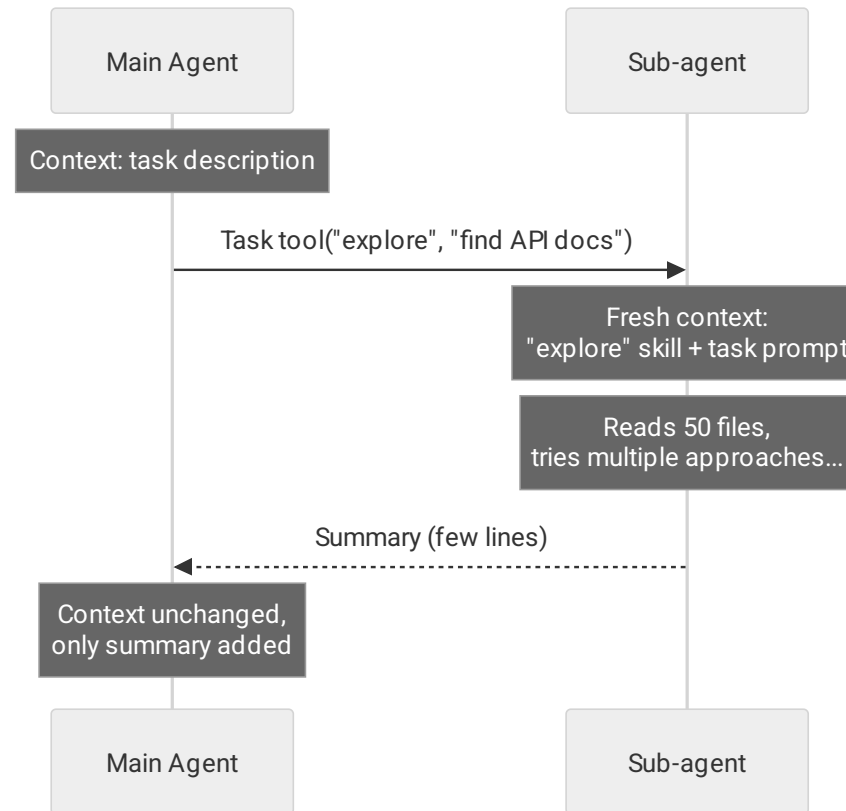 Main Agent
Sub-agent
Context: task description
Task tool("explore", "find API docs")
Fresh context:
"explore" skill + task prompt
Reads 50 files,
tries multiple approaches...
Summary (few lines)
Context unchanged,
only summary added
Main Agent
Sub-agent